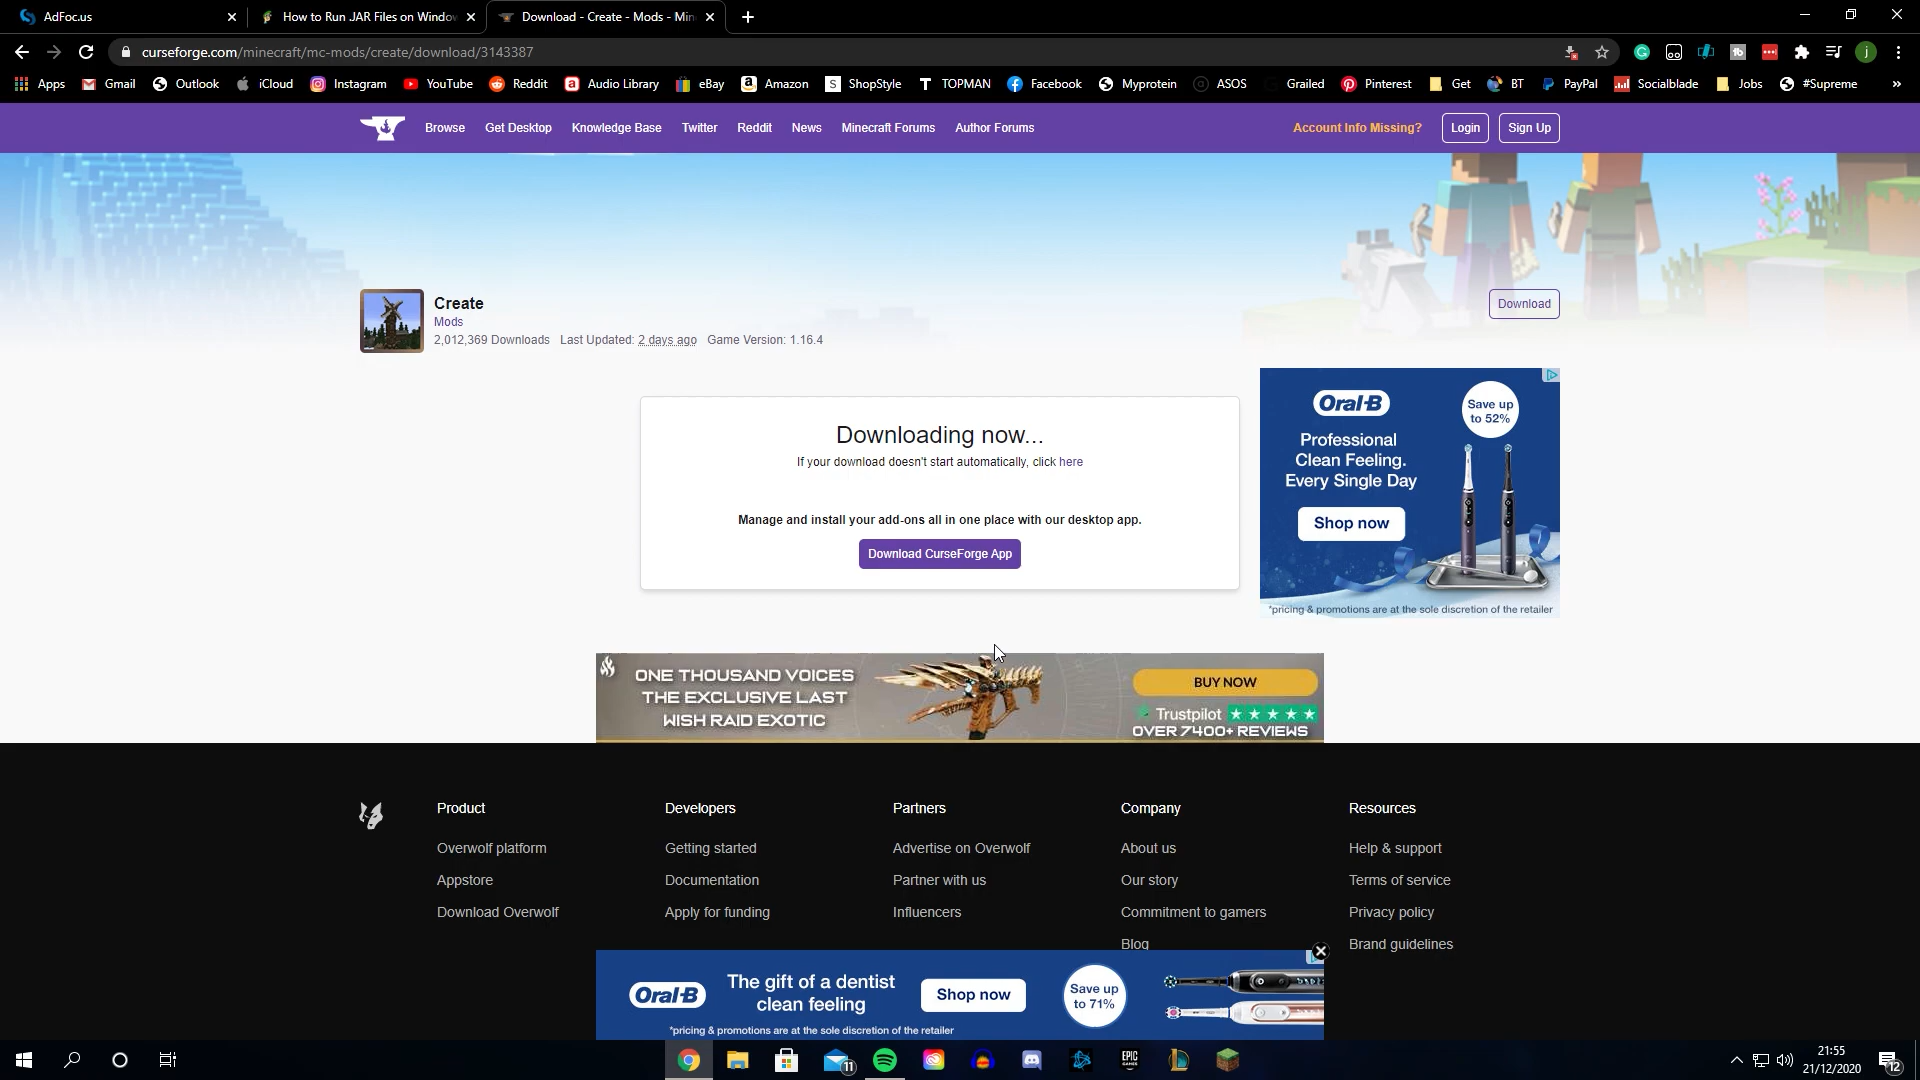 AdFoc.us
How to Run JAR Files on Window
Download - Create - Mods - Min
curseforge.com/minecraft/mc-mods/create/download/3143387
Apps Gmail Outlook iCloud Instagram YouTube Reddit Audio Library eBay Amazon ShopStyle TOPMAN Facebook Myprotein ASOS Grailed Pinterest Get BT PayPal Socialblade Jobs #Supreme
Browse Get Desktop Knowledge Base Twitter Reddit News Minecraft Forums Author Forums Account Info Missing? Login Sign Up
Create
Mods
2,012,369 Downloads Last Updated: 2 days ago Game Version: 1.16.4
Download
Downloading now...
If your download doesn't start automatically, click here
Manage and install your add-ons all in one place with our desktop app.
Download CurseForge App
Oral-B
Save up
to 52%
Professional
Clean Feeling.
Every Single Day
Shop now
*pricing & promotions are at the sole discretion of the retailer
ONE THOUSAND VOICES
THE EXCLUSIVE LAST
WISH RAID EXOTIC
BUY NOW
Trustpilot
OVER 7400+ REVIEWS
Product
Overwolf platform
Appstore
Download Overwolf
Developers
Getting started
Documentation
Apply for funding
Partners
Advertise on Overwolf
Partner with us
Influencers
Company
About us
Our story
Commitment to gamers
Blog
Resources
Help & support
Terms of service
Privacy policy
Brand guidelines
Oral-B
The gift of a dentist
clean feeling
Shop now
Save up
to 71%
*pricing & promotions are at the sole discretion of the retailer
11
EPIC
GAMES
21:55
21/12/2020
12